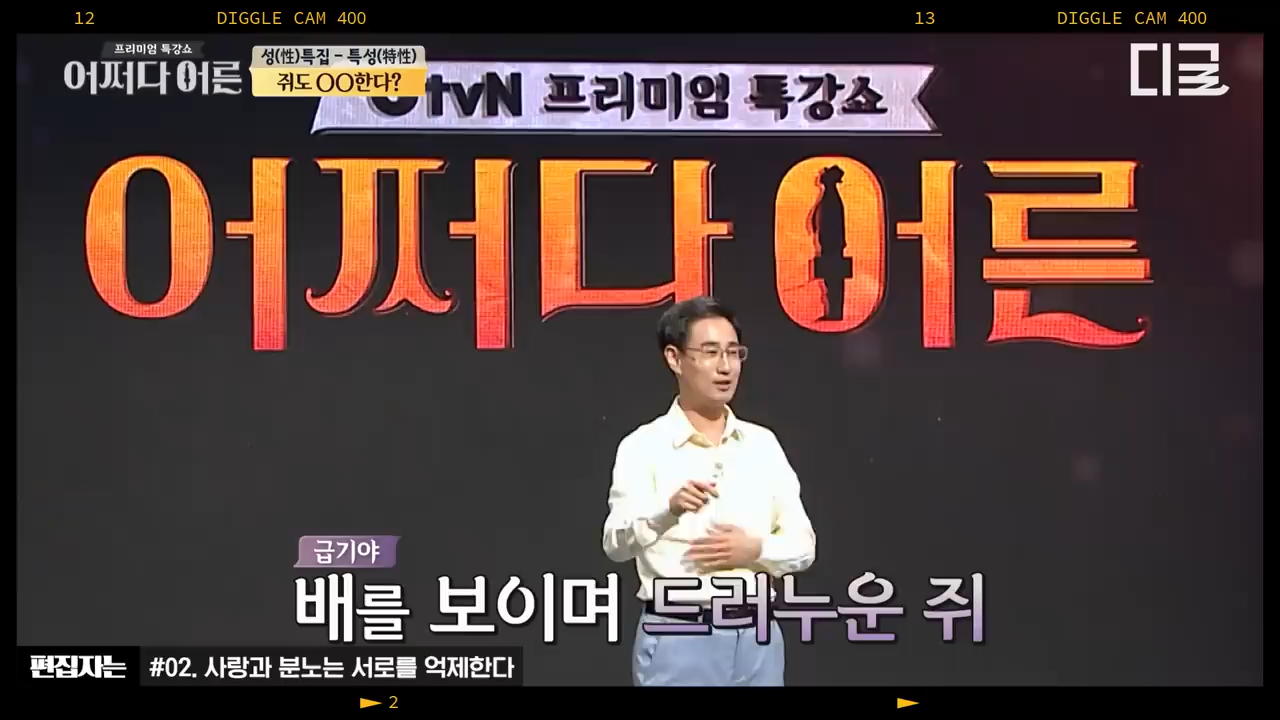 12 DIGGLE CAM 400 13 DIGGLE CAM 400
프리미엄 특강쇼
어쩌다 어른
성(性)특집 - 특성(特性)
쥐도 OO한다?
디글
tvN 프리미엄 특강쇼
어쩌다 어른
급기야
배를 보이며 드러누운 쥐
편집자는 #02. 사랑과 분노는 서로를 억제한다
2